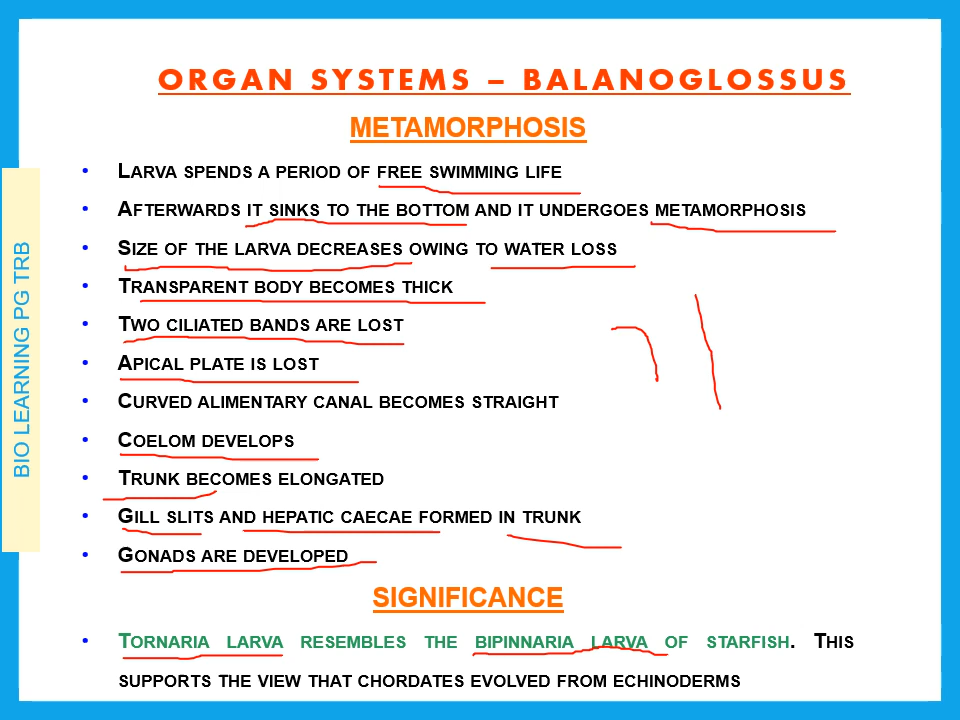 ORGAN SYSTEMS – BALANOGLOSSUS
METAMORPHOSIS
• LARVA SPENDS A PERIOD OF FREE SWIMMING LIFE
• AFTERWARDS IT SINKS TO THE BOTTOM AND IT UNDERGOES METAMORPHOSIS
• SIZE OF THE LARVA DECREASES OWING TO WATER LOSS
• TRANSPARENT BODY BECOMES THICK
• TWO CILIATED BANDS ARE LOST
• APICAL PLATE IS LOST
• CURVED ALIMENTARY CANAL BECOMES STRAIGHT
• COELOM DEVELOPS
• TRUNK BECOMES ELONGATED
• GILL SLITS AND HEPATIC CAECAE FORMED IN TRUNK
• GONADS ARE DEVELOPED
SIGNIFICANCE
• TORNARIA LARVA RESEMBLES THE BIPINNARIA LARVA OF STARFISH. THIS
SUPPORTS THE VIEW THAT CHORDATES EVOLVED FROM ECHINODERMS
BIO LEARNING PG TRB